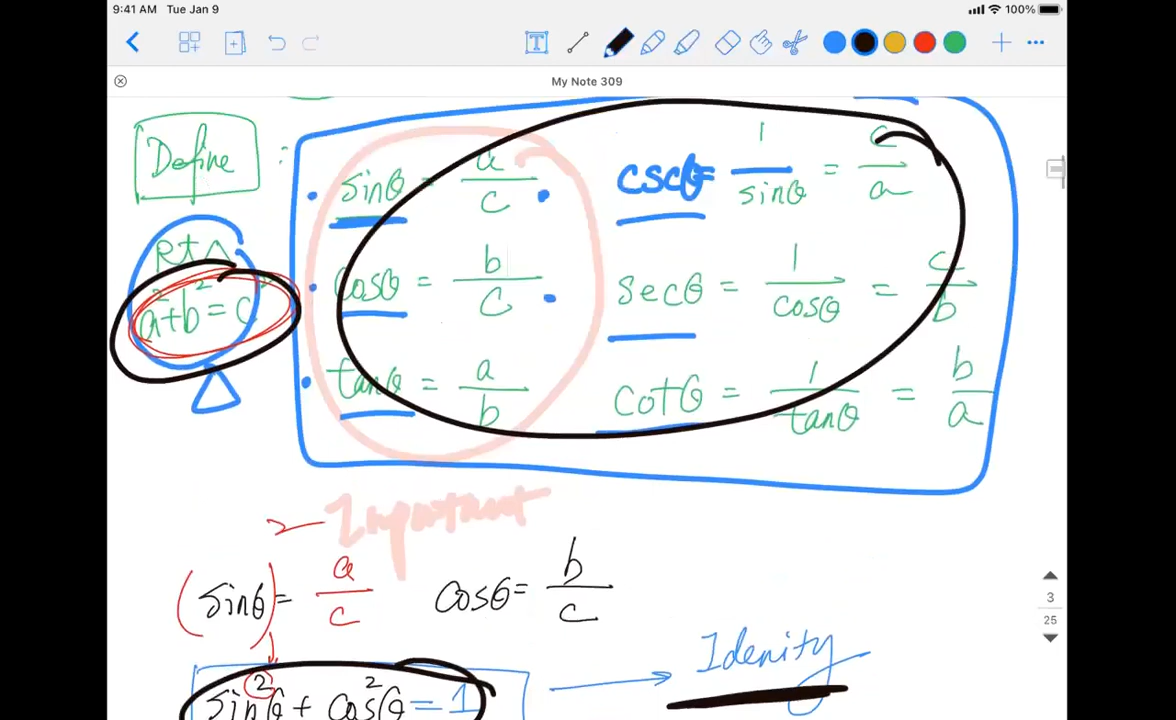 9:41 AM Tue Jan 9 100%
My Note 309
Define :
sinθ = a/c cscθ = 1/sinθ = c/a
Rt △
a²+b²=c²
cosθ = b/c secθ = 1/cosθ = c/b
tanθ = a/b cotθ = 1/tanθ = b/a
Important
(sinθ) = a/c cosθ = b/c
3
25
Idenity
sin²θ + cos²θ = 1